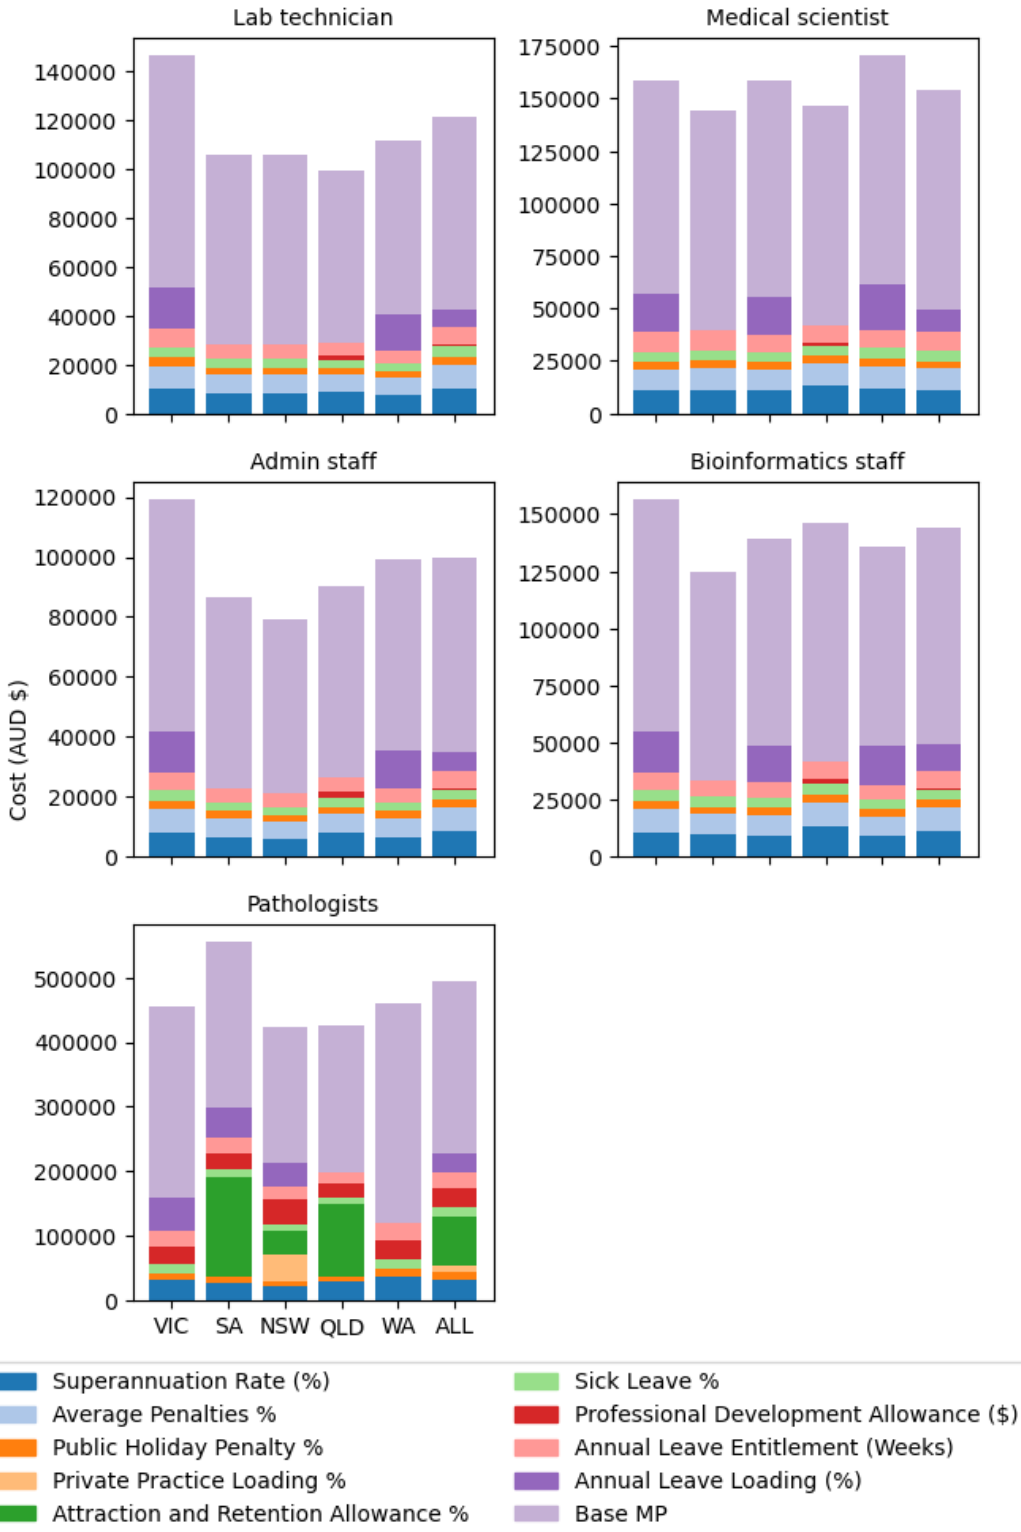 Lab technician
Medical scientist
140000
120000
100000
80000
60000
40000
20000
0
175000
150000
125000
100000
75000
50000
25000
0
Admin staff
Bioinformatics staff
120000
100000
80000
60000
40000
20000
0
150000
125000
100000
75000
50000
25000
0
Cost (AUD $)
Pathologists
500000
400000
300000
200000
100000
0
VIC SA NSW QLD WA ALL
Superannuation Rate (%)
Average Penalties %
Public Holiday Penalty %
Private Practice Loading %
Attraction and Retention Allowance %
Sick Leave %
Professional Development Allowance ($)
Annual Leave Entitlement (Weeks)
Annual Leave Loading (%)
Base MP